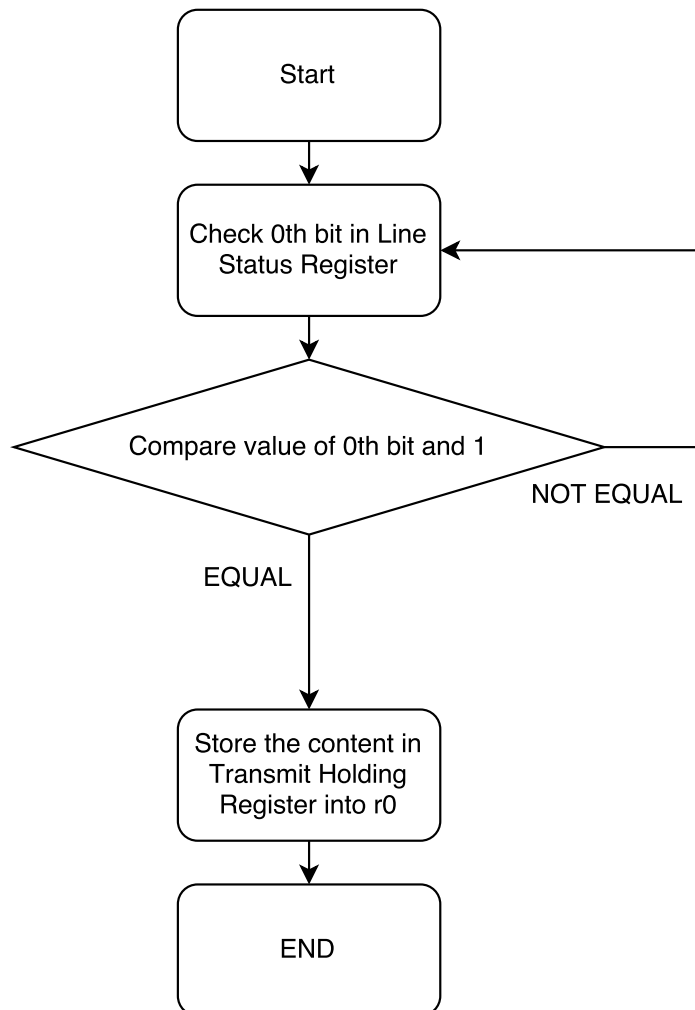 Start
Check 0th bit in Line
Status Register
Compare value of 0th bit and 1
NOT EQUAL
EQUAL
Store the content in
Transmit Holding
Register into r0
END